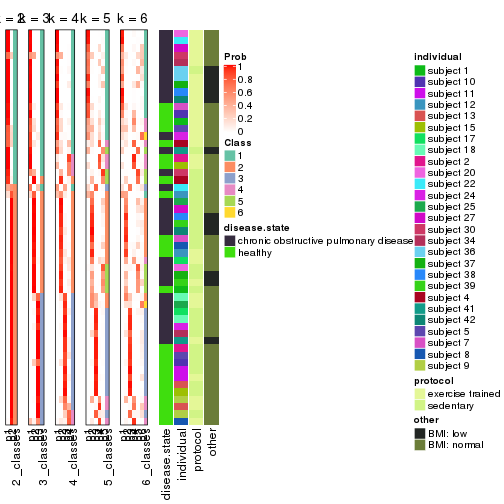 k = 2
k = 3
k = 4
k = 5
k = 6
Prob
1
0.8
0.6
0.4
0.2
0
Class
1
2
3
4
5
6
disease.state
chronic obstructive pulmonary disease
healthy
individual
subject 1
subject 10
subject 11
subject 12
subject 13
subject 15
subject 17
subject 18
subject 2
subject 20
subject 22
subject 24
subject 25
subject 27
subject 30
subject 34
subject 36
subject 37
subject 38
subject 39
subject 4
subject 41
subject 42
subject 5
subject 7
subject 8
subject 9
protocol
exercise trained
sedentary
other
BMI: low
BMI: normal
2_classes
3_classes
4_classes
5_classes
6_classes
disease.state
individual
protocol
other